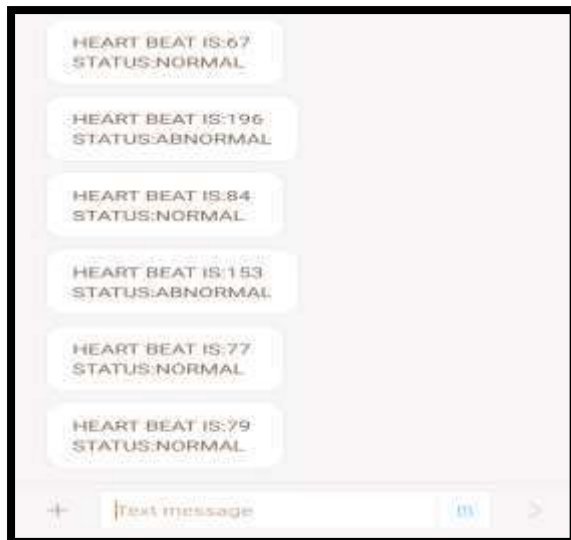 HEART BEAT IS:67
STATUS:NORMAL
HEART BEAT IS:196
STATUS:ABNORMAL
HEART BEAT IS:84
STATUS:NORMAL
HEART BEAT IS:153
STATUS:ABNORMAL
HEART BEAT IS:77
STATUS:NORMAL
HEART BEAT IS:79
STATUS:NORMAL
Text message